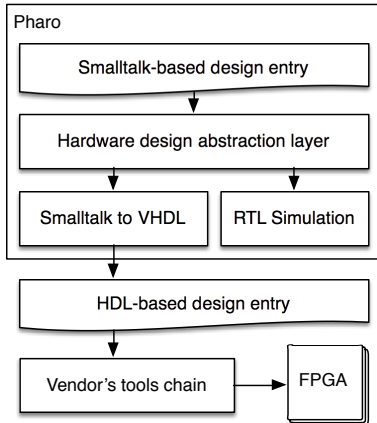 Pharo
Smalltalk-based design entry
Hardware design abstraction layer
Smalltalk to VHDL
RTL Simulation
HDL-based design entry
Vendor's tools chain
FPGA